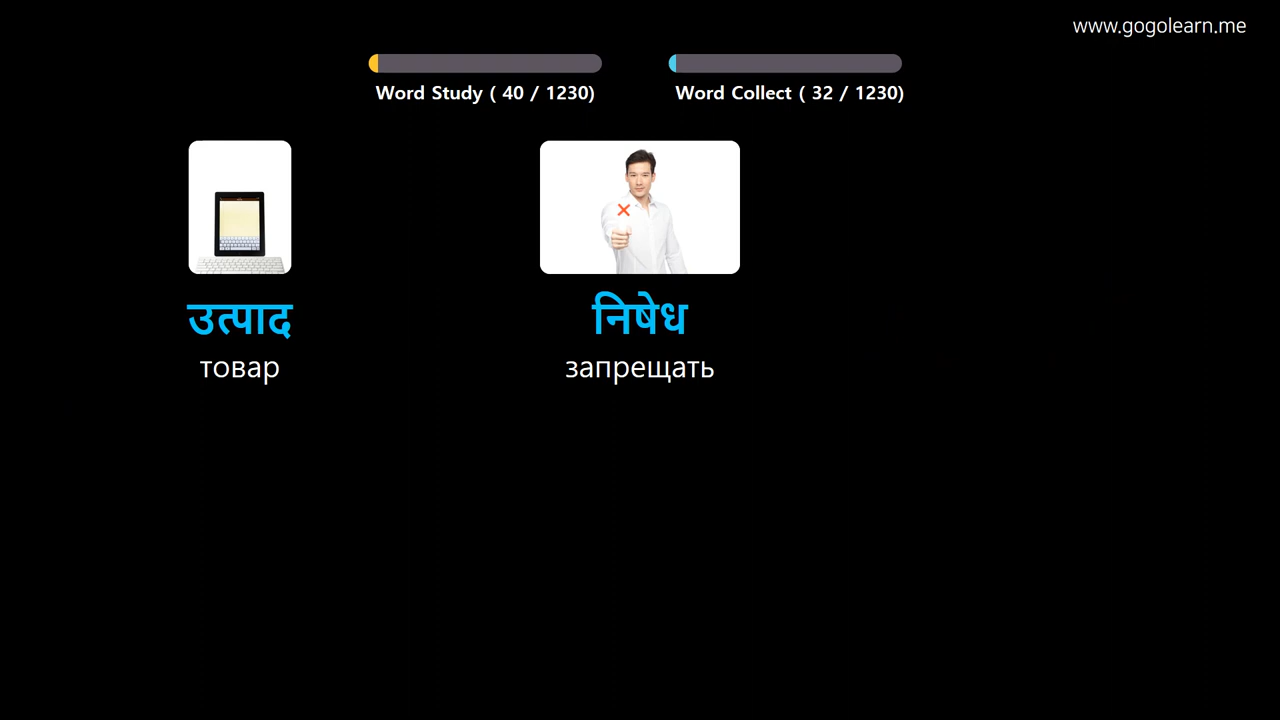 www.gogolearn.me
Word Study ( 40 / 1230)
Word Collect ( 32 / 1230)
उत्पाद
товар
निषेध
запрещать